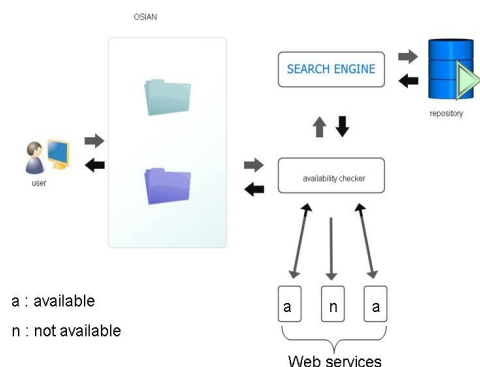 OSIAN
SEARCH ENGINE
repository
user
availability checker
a : available
n : not available
a n a
Web services